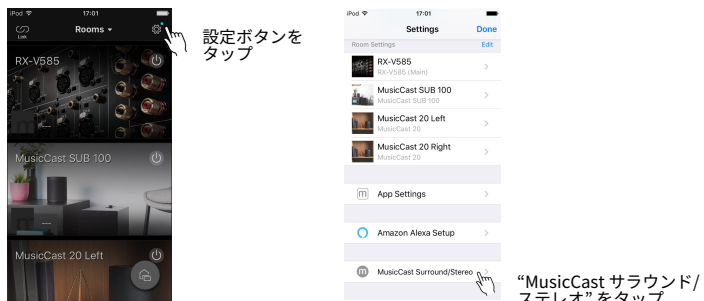 iPod 17:01
Link
Rooms
RX-V585
MusicCast SUB 100
MusicCast 20 Left
設定ボタンを
タップ
iPod 17:01
Settings Done
Room Settings Edit
RX-V585
RX-V585 (Main)
MusicCast SUB 100
MusicCast SUB 100
MusicCast 20 Left
MusicCast 20
MusicCast 20 Right
MusicCast 20
App Settings
Amazon Alexa Setup
MusicCast Surround/Stereo
“MusicCast サラウンド/
ステレオ” をタップ